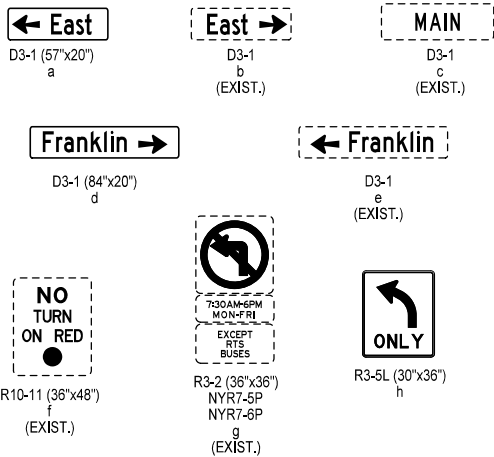 ← East
D3-1 (57"x20")
a
East →
D3-1
b
(EXIST.)
MAIN
D3-1
c
(EXIST.)
Franklin →
D3-1 (84"x20")
d
← Franklin
D3-1
e
(EXIST.)
NO
TURN
ON RED
R10-11 (36"x48")
f
(EXIST.)
7:30AM-6PM
MON-FRI
EXCEPT
RTS
BUSES
R3-2 (36"x36")
NYR7-5P
NYR7-6P
g
(EXIST.)
ONLY
R3-5L (30"x36")
h